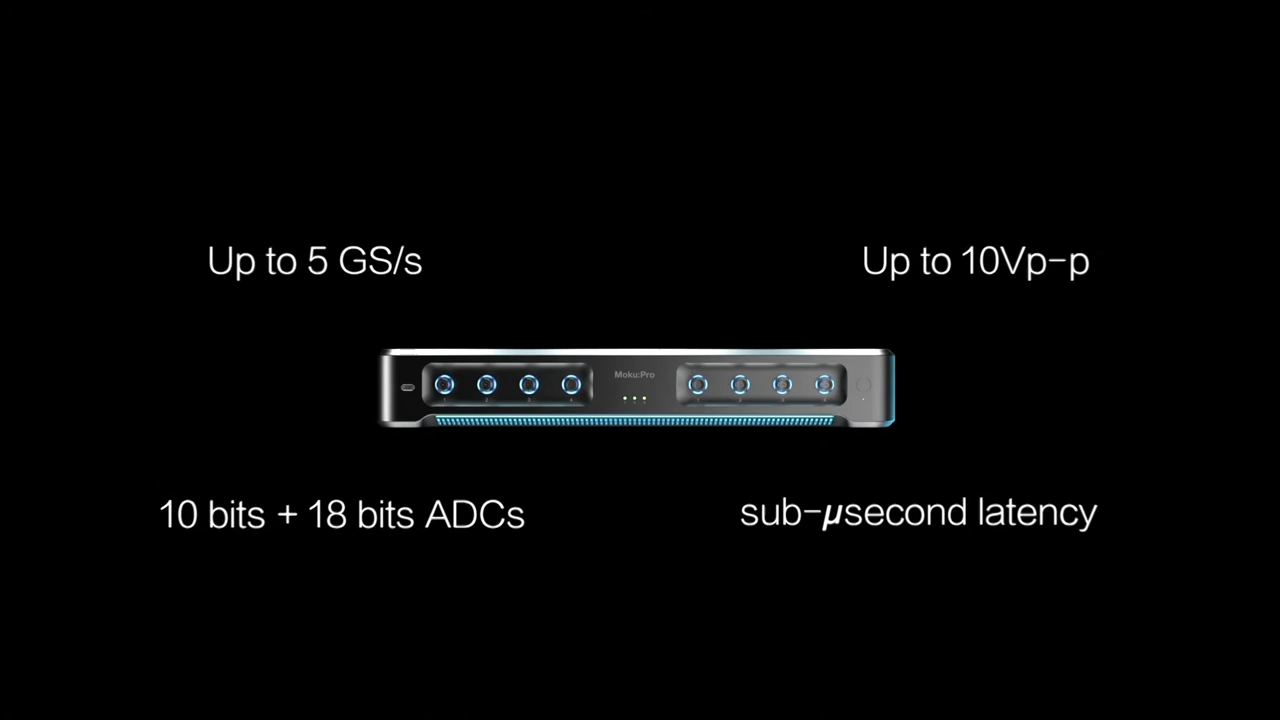 Up to 5 GS/s
Up to 10Vp-p
Moku:Pro
10 bits + 18 bits ADCs
sub-μsecond latency